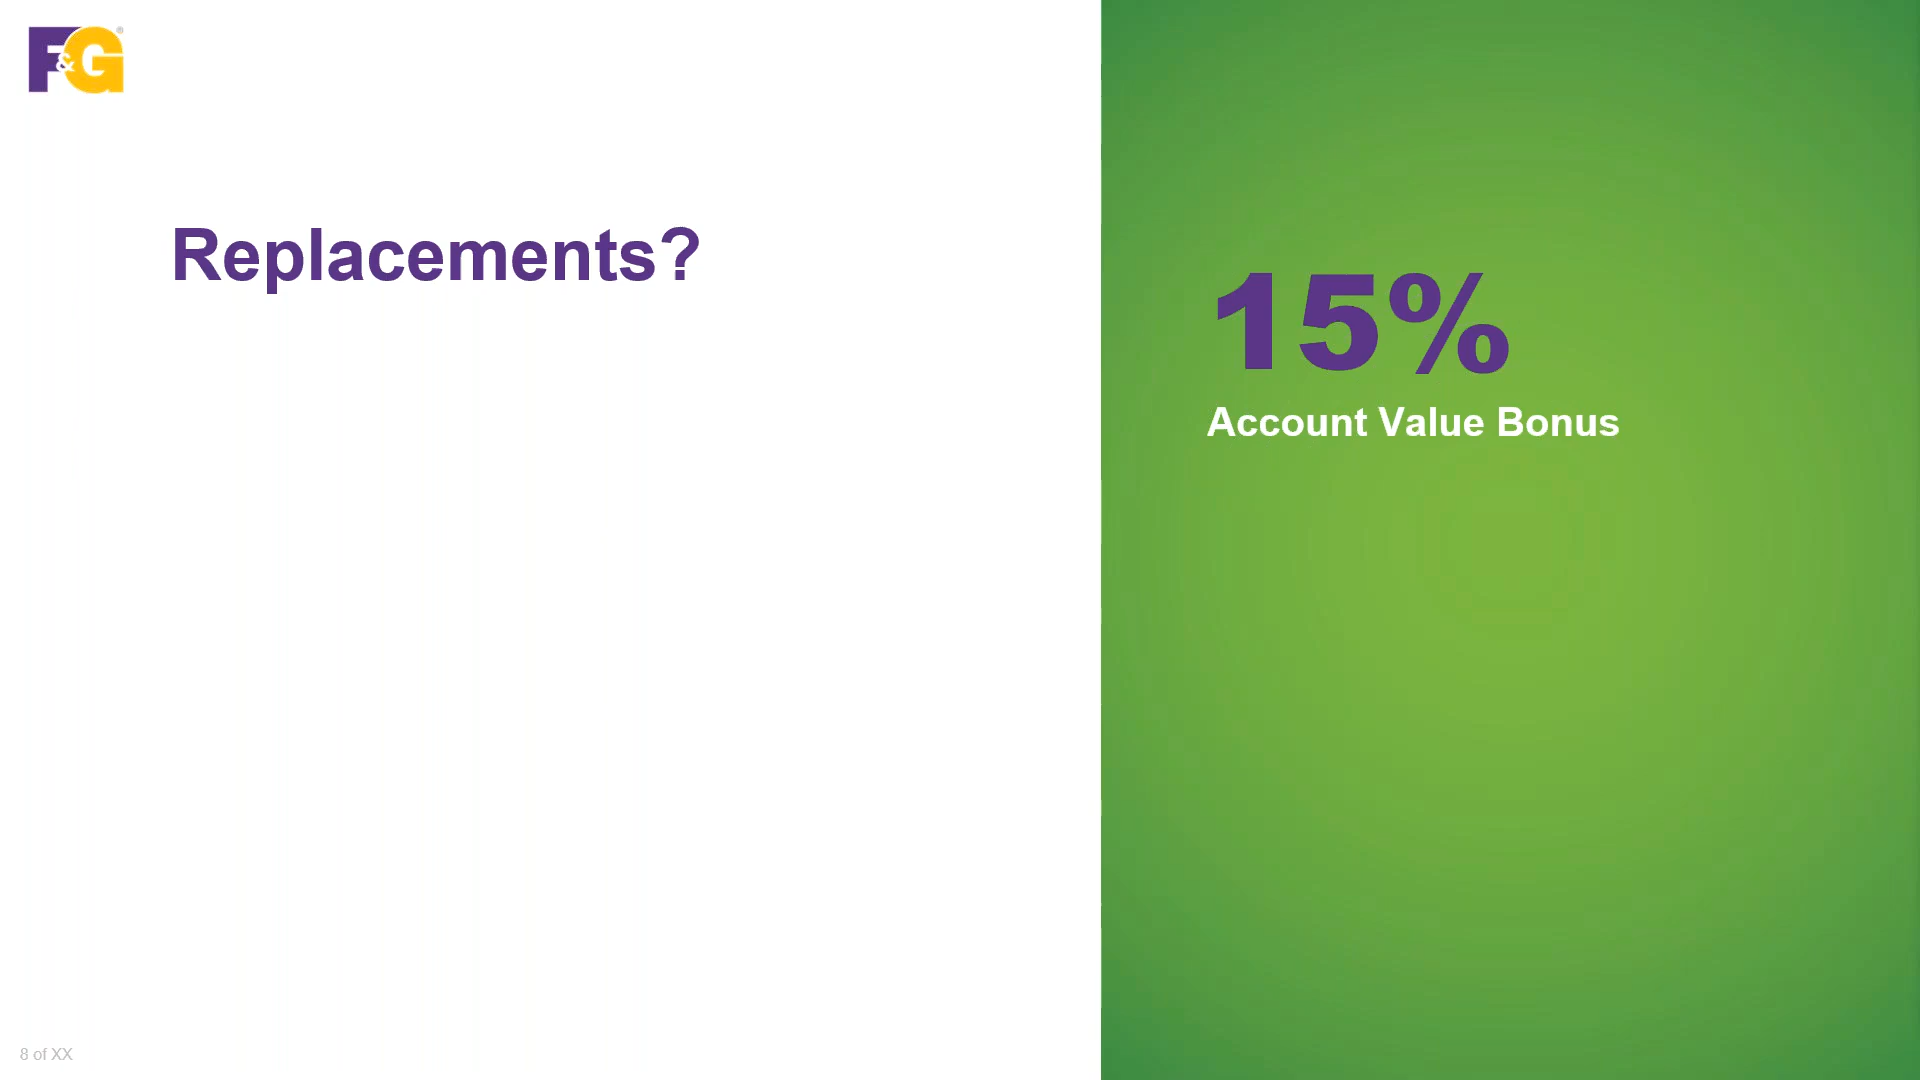 F&G®
Replacements?
15%
Account Value Bonus
8 of XX